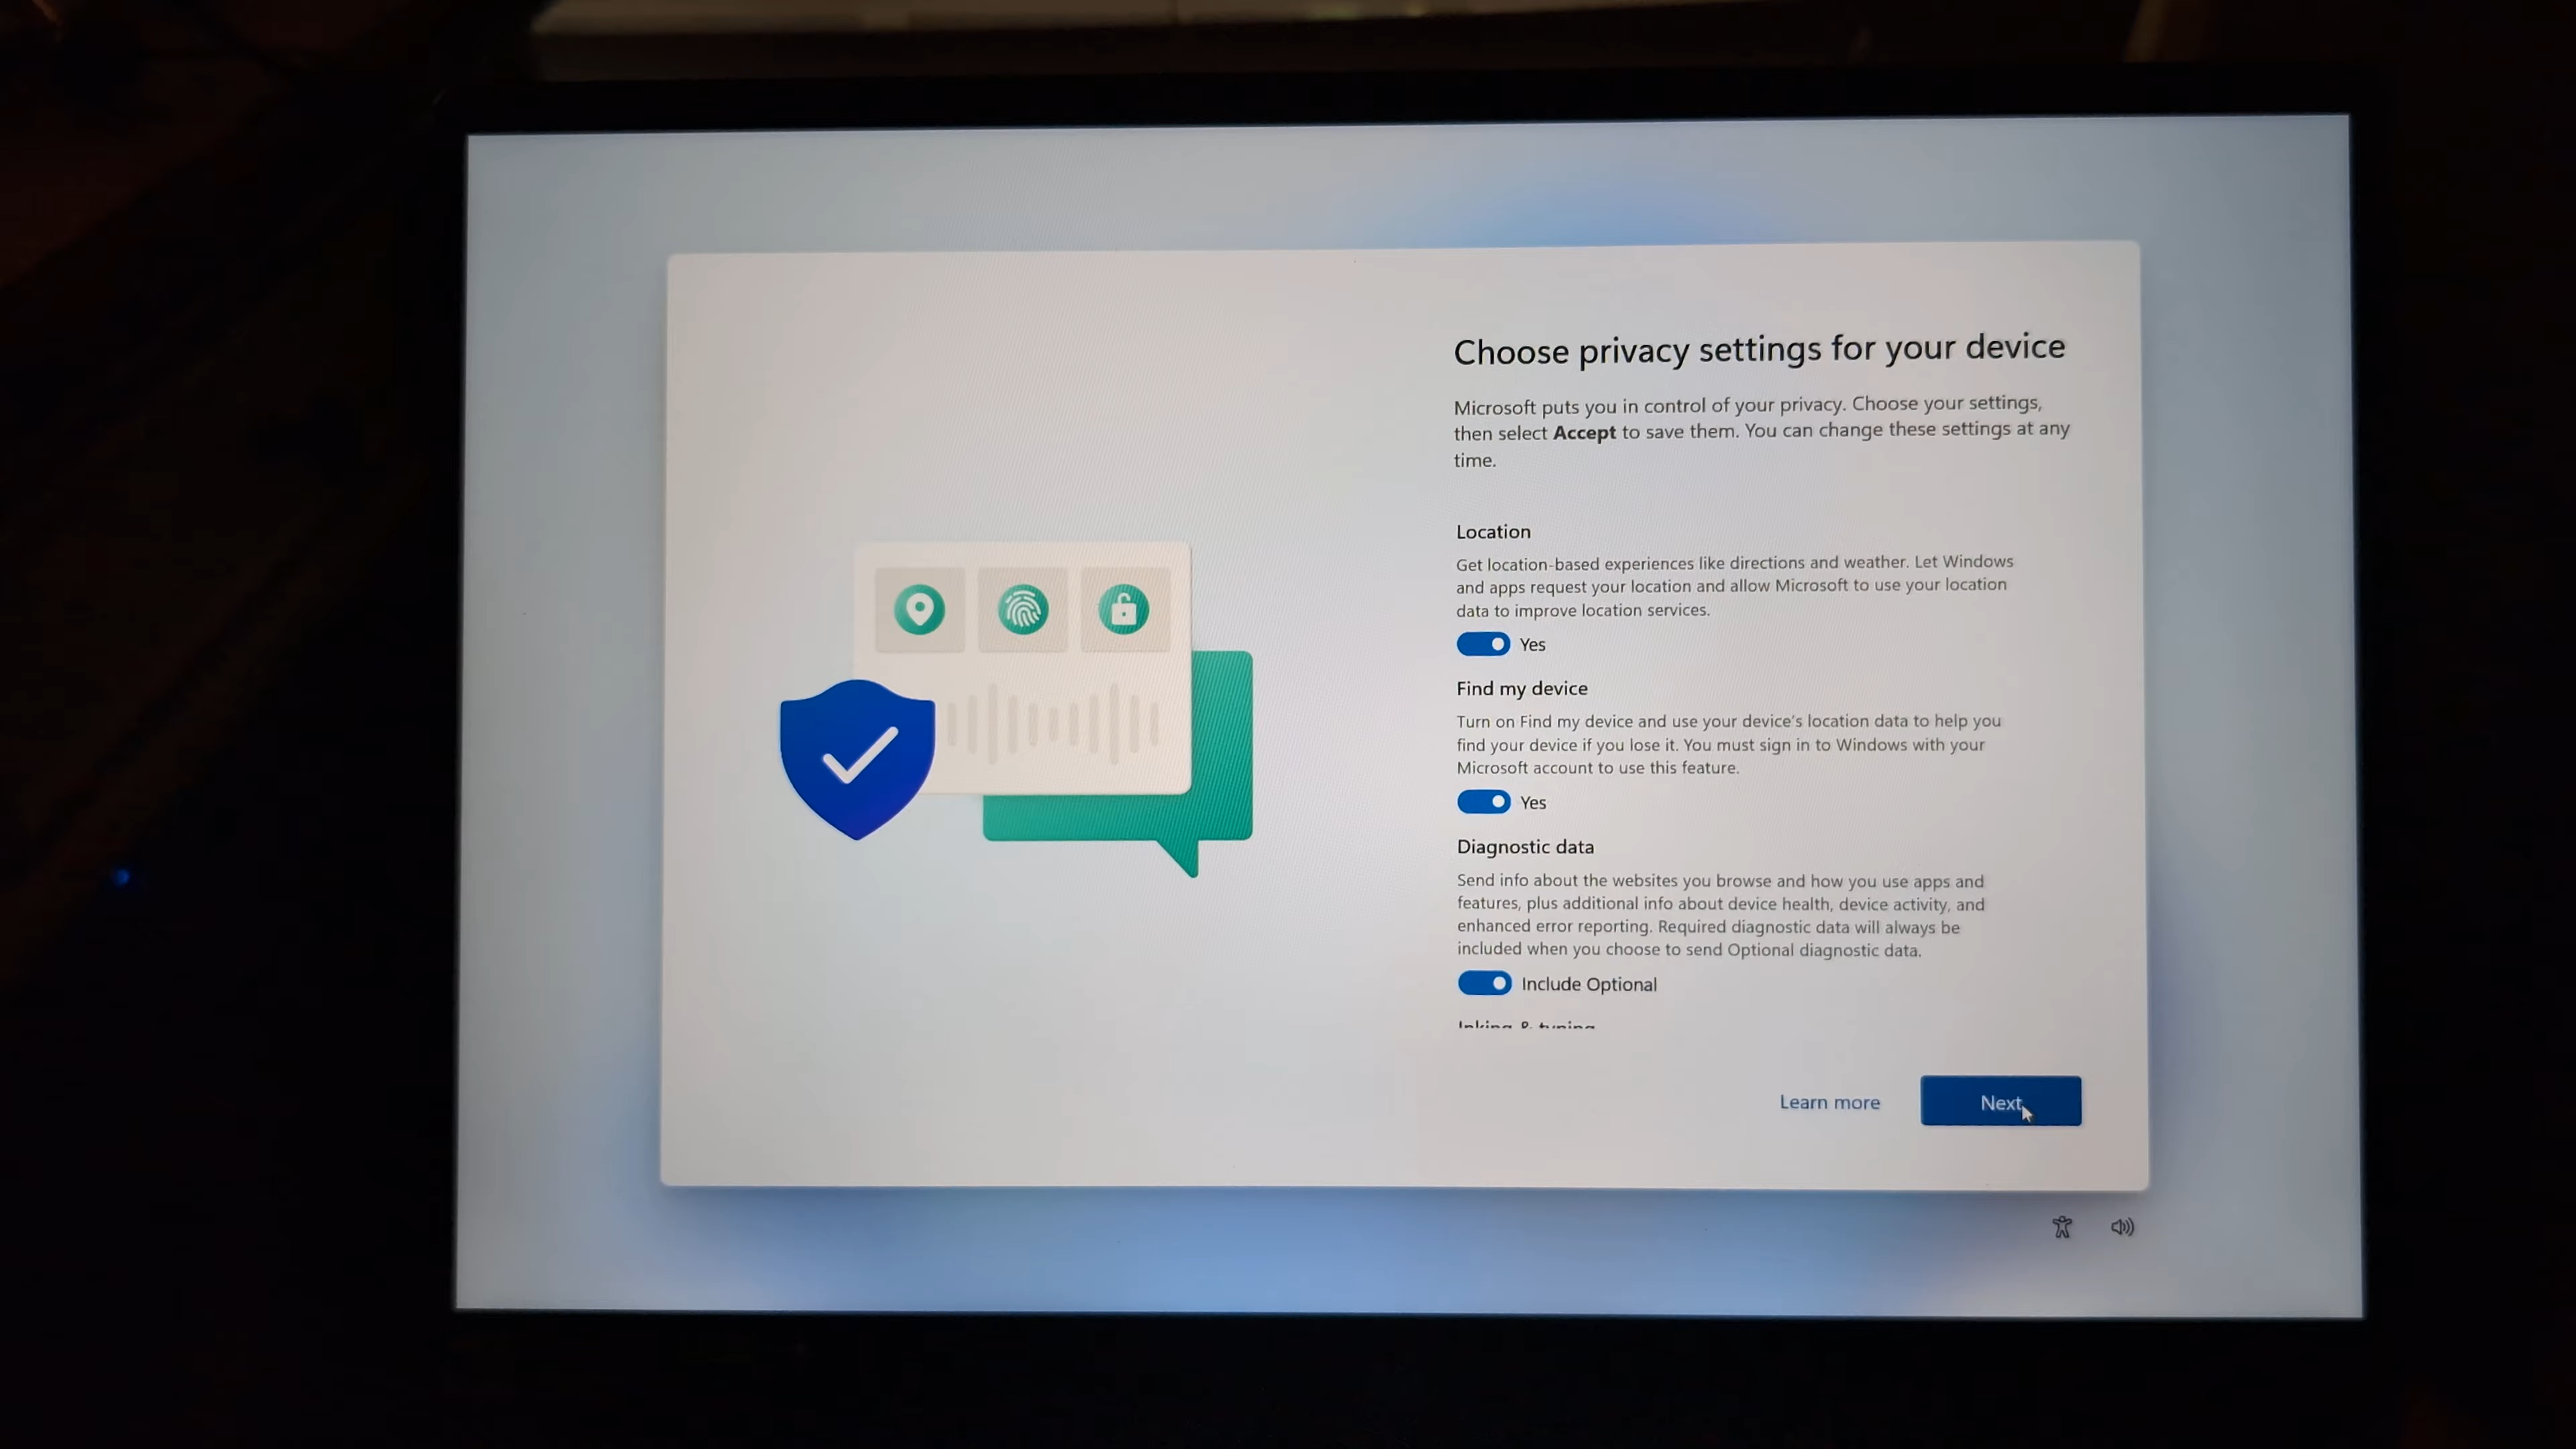 Choose privacy settings for your device
Microsoft puts you in control of your privacy. Choose your settings,
then select Accept to save them. You can change these settings at any
time.
Location
Get location-based experiences like directions and weather. Let Windows
and apps request your location and allow Microsoft to use your location
data to improve location services.
Yes
Find my device
Turn on Find my device and use your device's location data to help you
find your device if you lose it. You must sign in to Windows with your
Microsoft account to use this feature.
Yes
Diagnostic data
Send info about the websites you browse and how you use apps and
features, plus additional info about device health, device activity, and
enhanced error reporting. Required diagnostic data will always be
included when you choose to send Optional diagnostic data.
Include Optional
Inking & typing
Learn more
Next